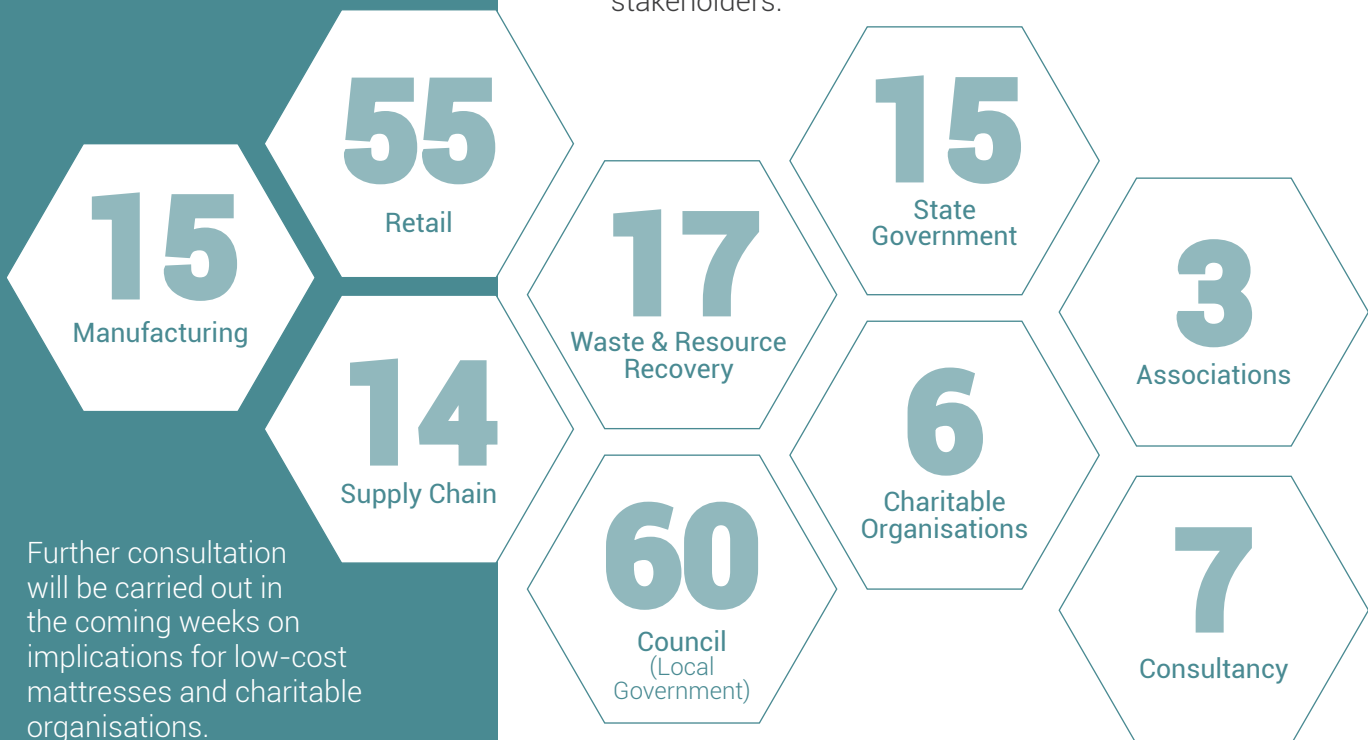 stakeholders.
55
Retail
15
Manufacturing
14
Supply Chain
17
Waste & Resource
Recovery
60
Council
(Local
Government)
15
State
Government
6
Charitable
Organisations
3
Associations
7
Consultancy
Further consultation
will be carried out in
the coming weeks on
implications for low-cost
mattresses and charitable
organisations.